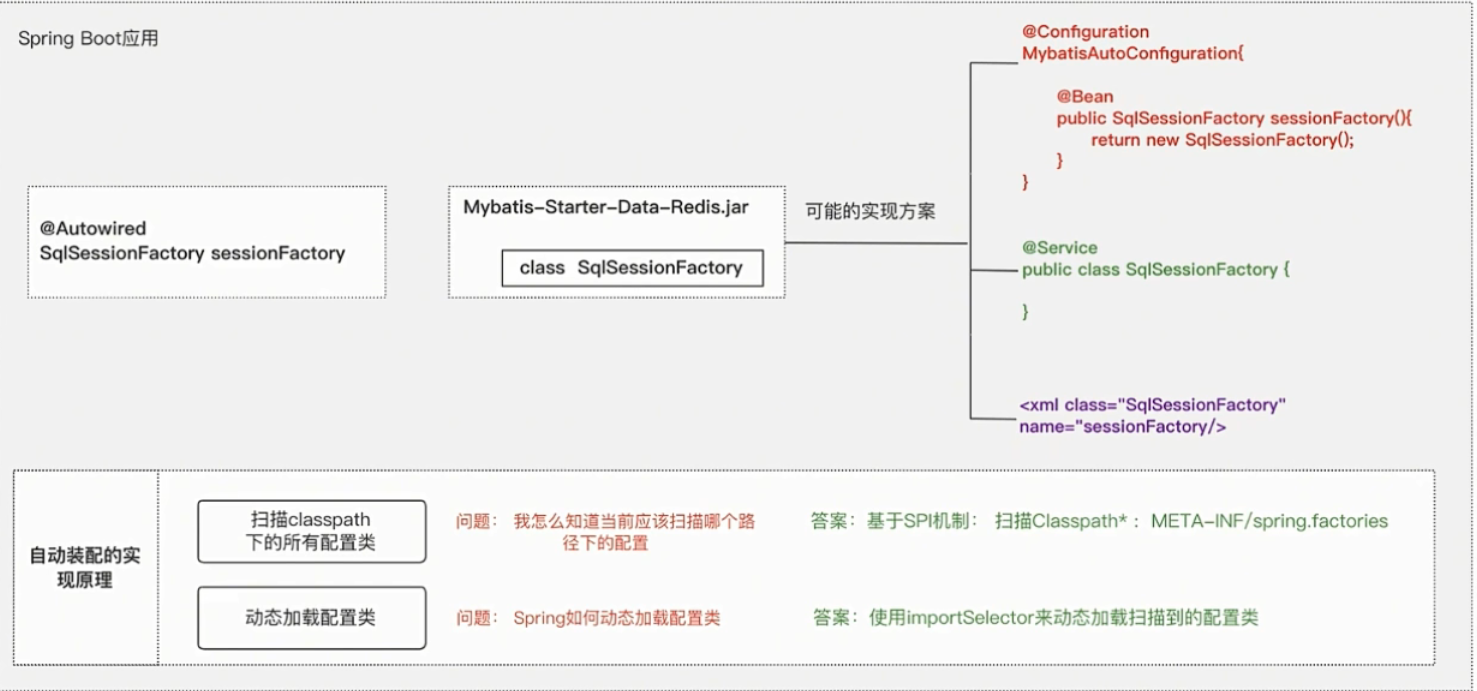 Spring Boot应用
@Configuration
MybatisAutoConfiguration{
@Bean
public SqlSessionFactory sessionFactory(){
return new SqlSessionFactory();
}
}
@Autowired
SqlSessionFactory sessionFactory
Mybatis-Starter-Data-Redis.jar
class SqlSessionFactory
可能的实现方案
@Service
public class SqlSessionFactory {
}
<xml class="SqlSessionFactory"
name="sessionFactory/>
自动装配的实
现原理
扫描classpath
下的所有配置类
问题： 我怎么知道当前应该扫描哪个路
径下的配置
答案：基于SPI机制： 扫描Classpath* ：META-INF/spring.factories
动态加载配置类
问题： Spring如何动态加载配置类
答案：使用importSelector来动态加载扫描到的配置类